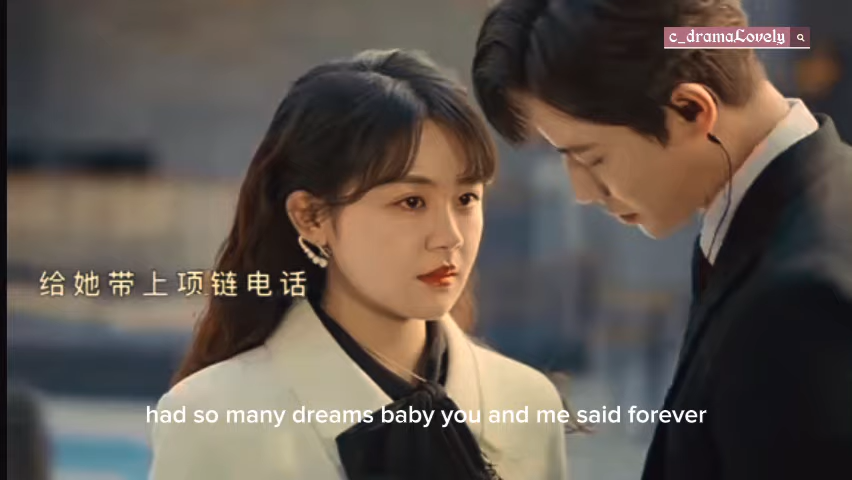 c_dramaLovely
给她带上项链电话
had so many dreams baby you and me said forever